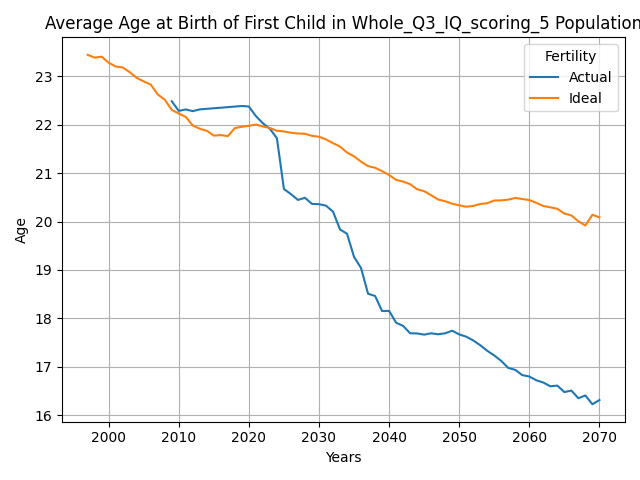 Average Age at Birth of First Child in Whole_Q3_IQ_scoring_5 Population
Fertility
Actual
Ideal
Age
23
22
21
20
19
18
17
16
2000 2010 2020 2030 2040 2050 2060 2070
Years